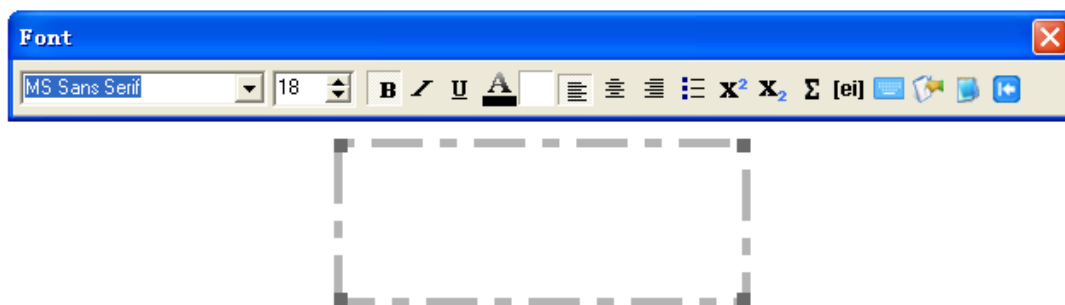 Font
MS Sans Serif 18 B I U A X² X₂ Σ [ei]